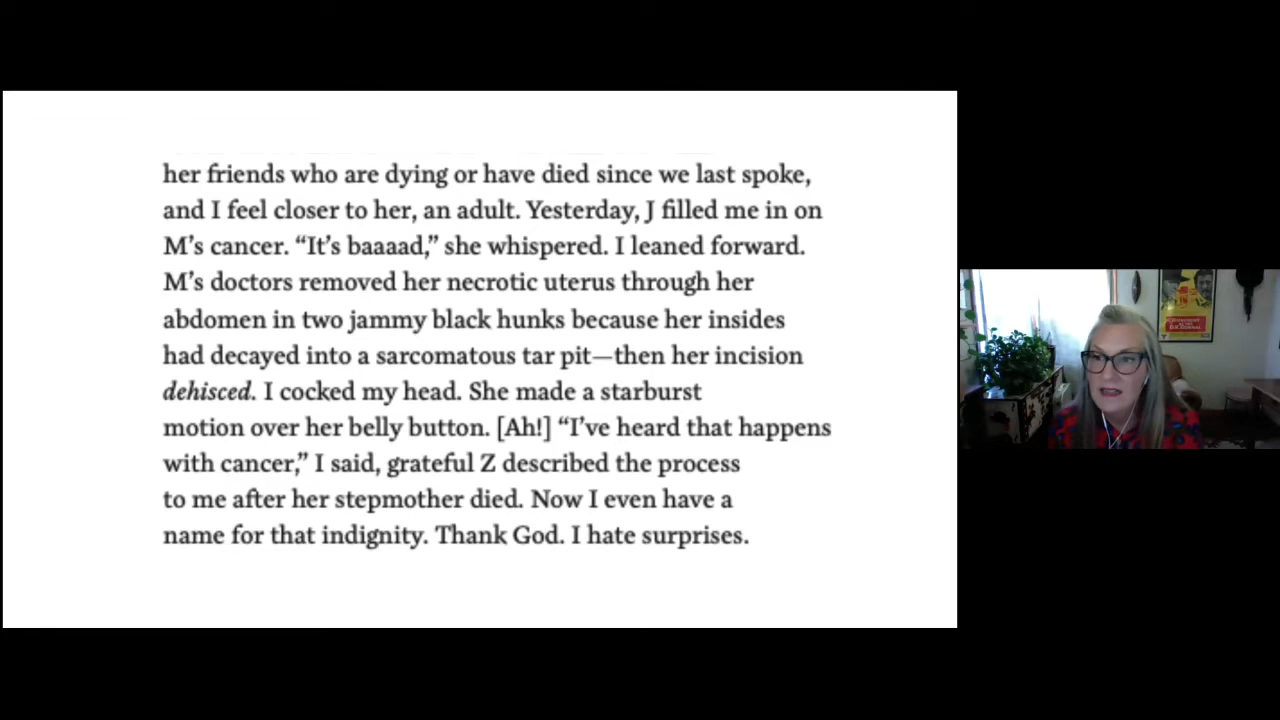 her friends who are dying or have died since we last spoke,
and I feel closer to her, an adult. Yesterday, J filled me in on
M’s cancer. “It’s baaaad,” she whispered. I leaned forward.
M’s doctors removed her necrotic uterus through her
abdomen in two jammy black hunks because her insides
had decayed into a sarcomatous tar pit—then her incision
dehisced. I cocked my head. She made a starburst
motion over her belly button. [Ah!] “I’ve heard that happens
with cancer,” I said, grateful Z described the process
to me after her stepmother died. Now I even have a
name for that indignity. Thank God. I hate surprises.